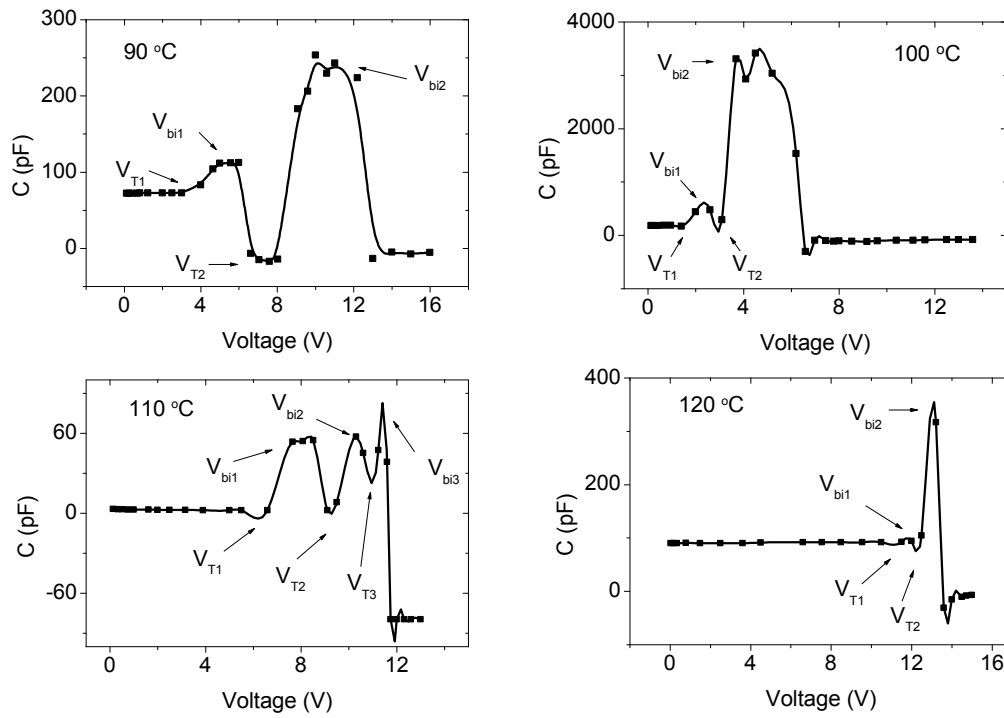 90 °C
C (pF)
300
200
100
0
V_T1
V_bi1
V_T2
V_bi2
0 4 8 12 16
Voltage (V)
100 °C
C (pF)
4000
2000
0
-2000
V_bi2
V_bi1
V_T1
V_T2
0 4 8 12
Voltage (V)
110 °C
C (pF)
60
0
-60
V_bi1
V_bi2
V_bi3
V_T1
V_T2
V_T3
0 4 8 12
Voltage (V)
120 °C
C (pF)
400
200
0
V_bi2
V_bi1
V_T1
V_T2
0 4 8 12 16
Voltage (V)